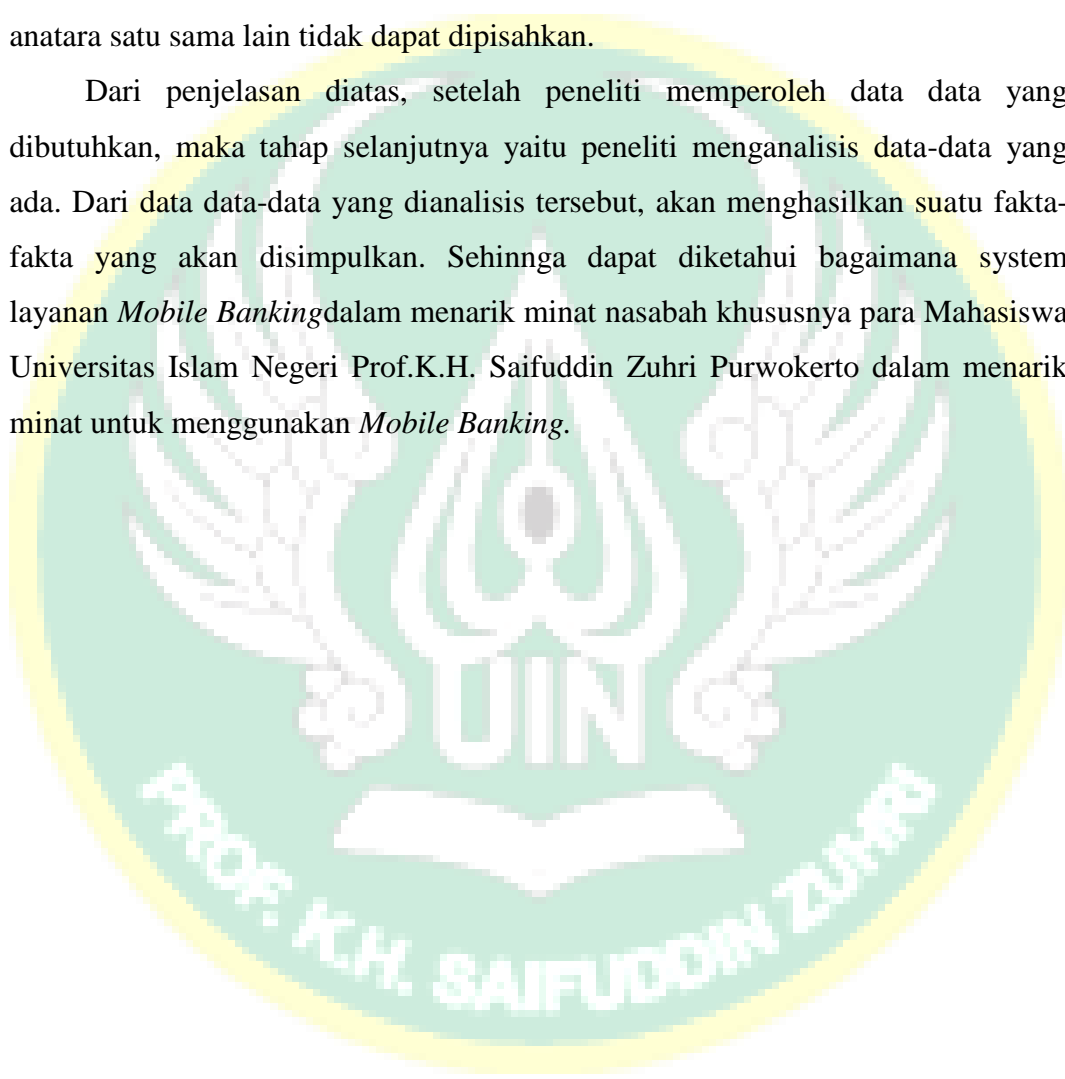 anatara satu sama lain tidak dapat dipisahkan.
Dari penjelasan diatas, setelah peneliti memperoleh data data yang
dibutuhkan, maka tahap selanjutnya yaitu peneliti menganalisis data-data yang
ada. Dari data data-data yang dianalisis tersebut, akan menghasilkan suatu fakta-
fakta yang akan disimpulkan. Sehinnga dapat diketahui bagaimana system
layanan Mobile Bankingdalam menarik minat nasabah khususnya para Mahasiswa
Universitas Islam Negeri Prof.K.H. Saifuddin Zuhri Purwokerto dalam menarik
minat untuk menggunakan Mobile Banking.
UIN
PROF. K.H. SAIFUDDIN ZUHRI